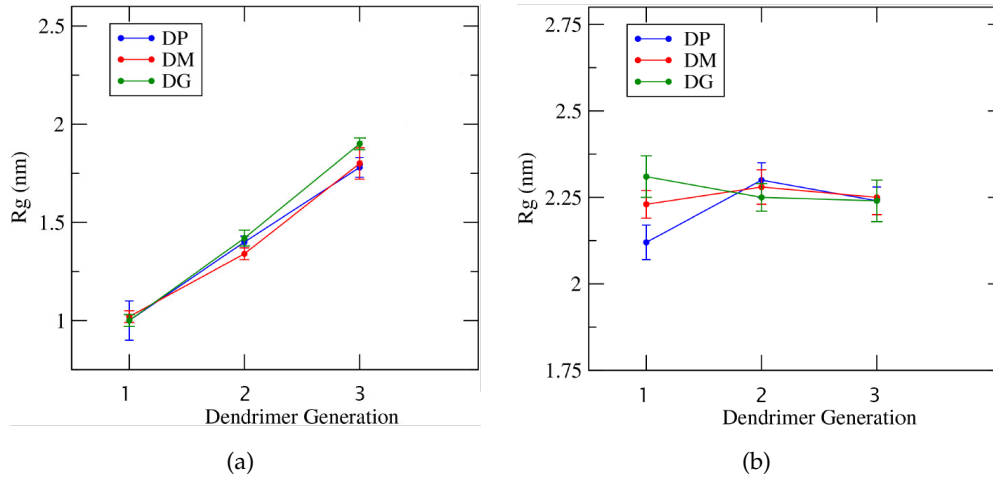 2.5
2
1.5
1
Rg (nm)
DP
DM
DG
1 2 3
Dendrimer Generation
(a)
2.75
2.5
2.25
2
1.75
Rg (nm)
DP
DM
DG
1 2 3
Dendrimer Generation
(b)